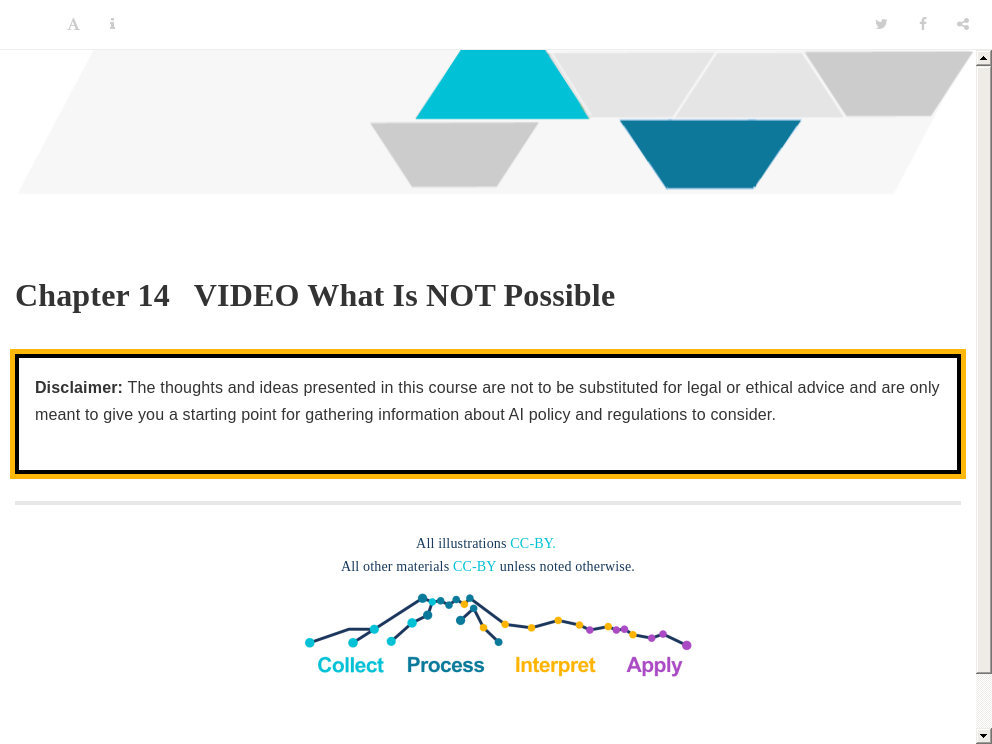 Chapter 14 VIDEO What Is NOT Possible
Disclaimer: The thoughts and ideas presented in this course are not to be substituted for legal or ethical advice and are only
meant to give you a starting point for gathering information about AI policy and regulations to consider.
All illustrations CC-BY.
All other materials CC-BY unless noted otherwise.
Collect Process Interpret Apply